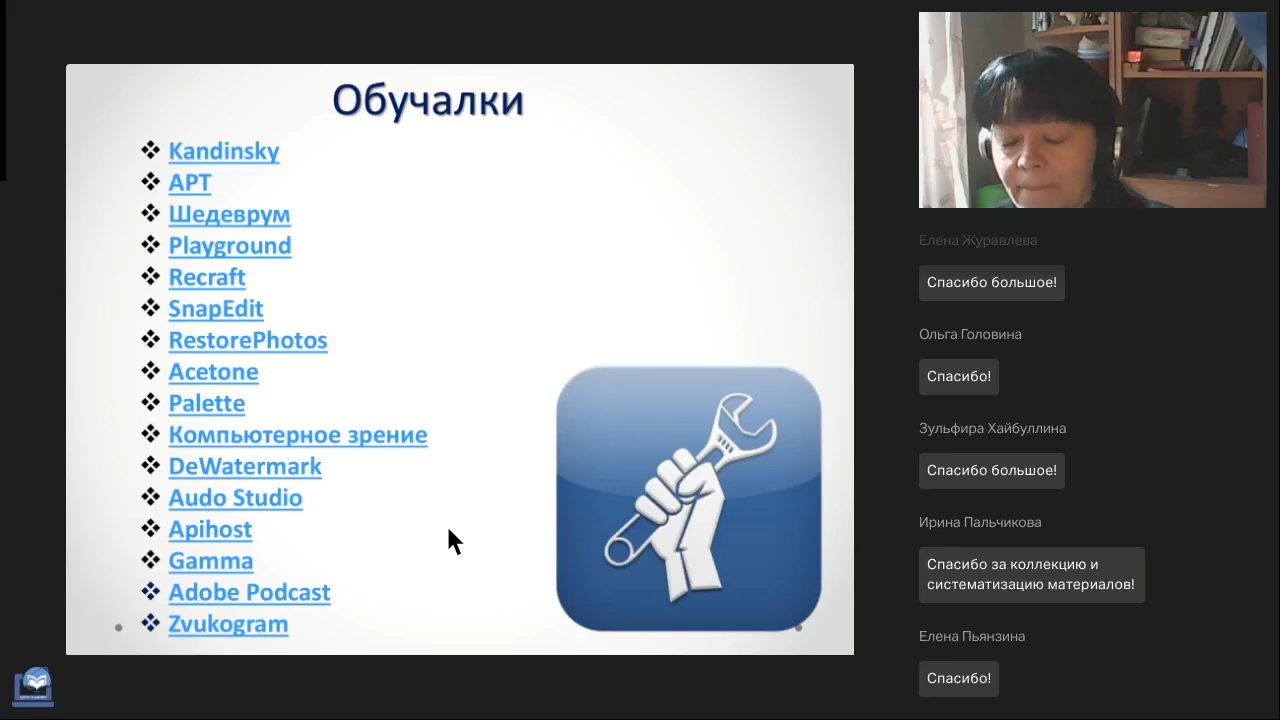 Обучалки
Kandinsky
АРТ
Шедеврум
Playground
Recraft
SnapEdit
RestorePhotos
Acetone
Palette
Компьютерное зрение
DeWatermark
Audo Studio
Apihost
Gamma
Adobe Podcast
Zvukogram
Елена Журавлева
Спасибо большое!
Ольга Головина
Спасибо!
Зульфира Хайбуллина
Спасибо большое!
Ирина Пальчикова
Спасибо за коллекцию и
систематизацию материалов!
Елена Пьянзина
Спасибо!